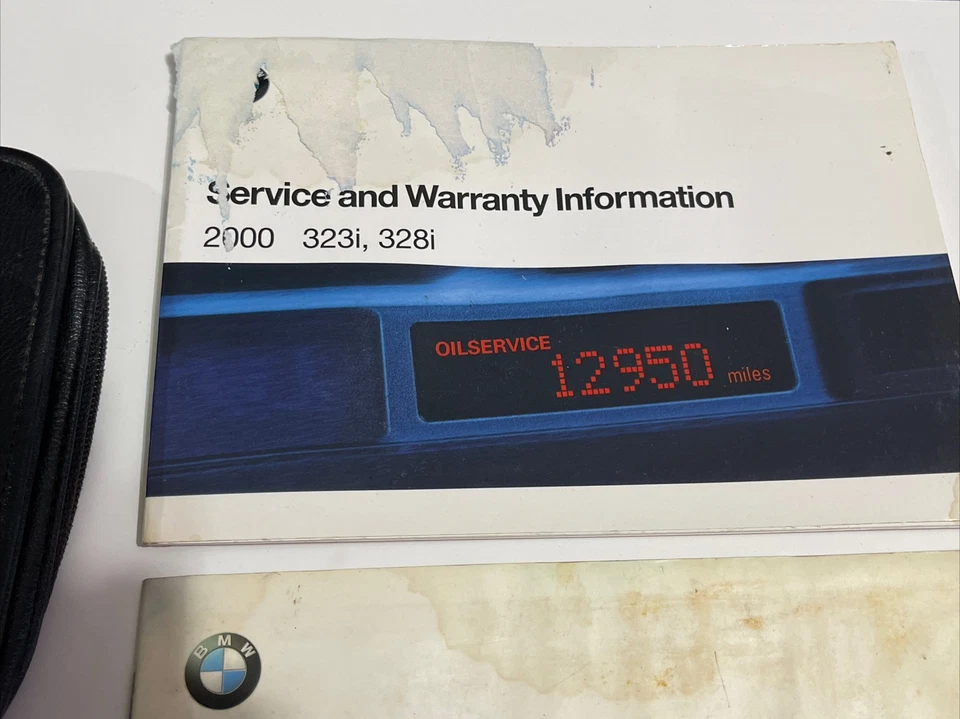 Service and Warranty Information
2000 323i, 328i
OILSERVICE
12950 miles
BMW